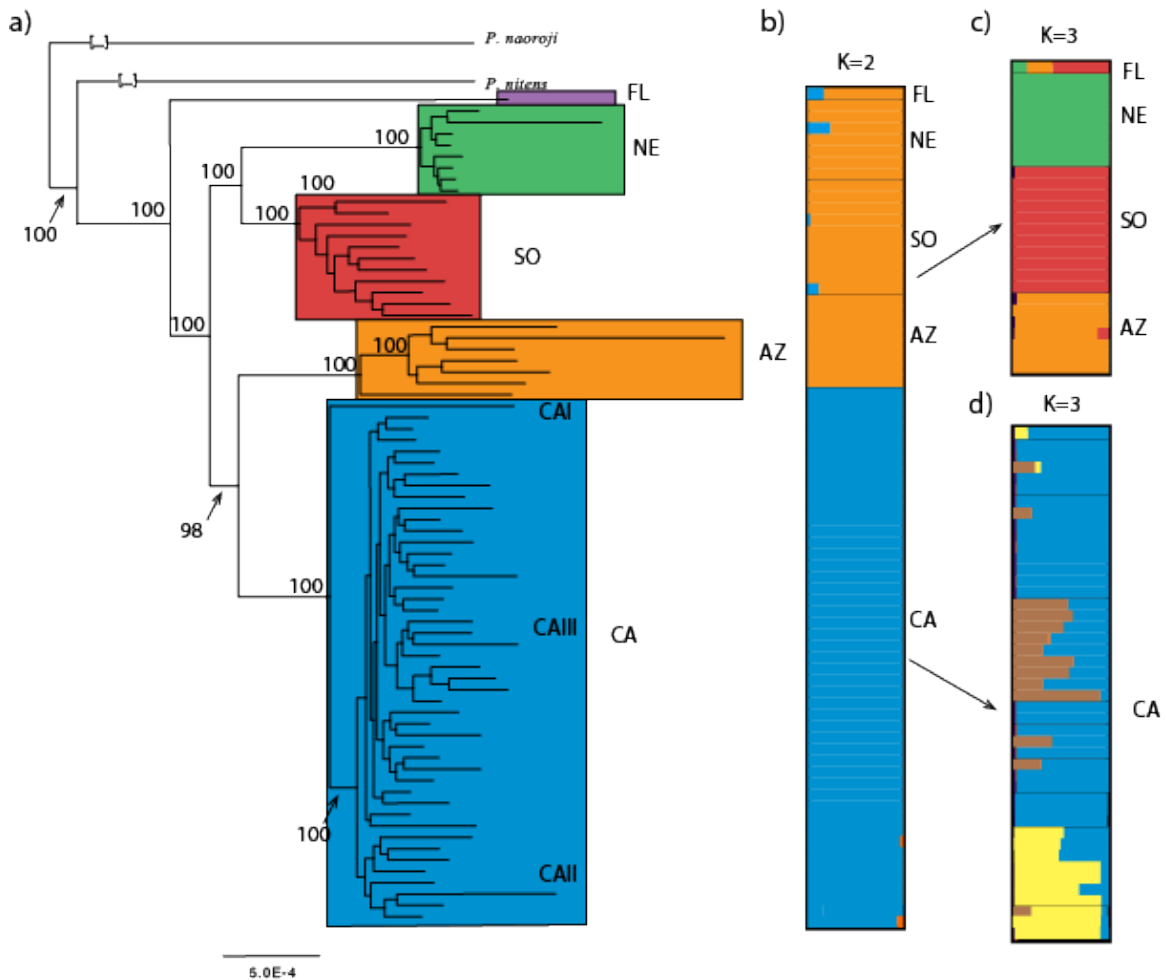 a)
P. naoroji
P. nitens
FL
NE
100
100
100
100
SO
100
100
100
100
AZ
98
100
CAI
CAIII
CA
100
CAII
5.0E-4
b)
K=2
FL
NE
SO
AZ
CA
c)
K=3
FL
NE
SO
AZ
d)
K=3
CA